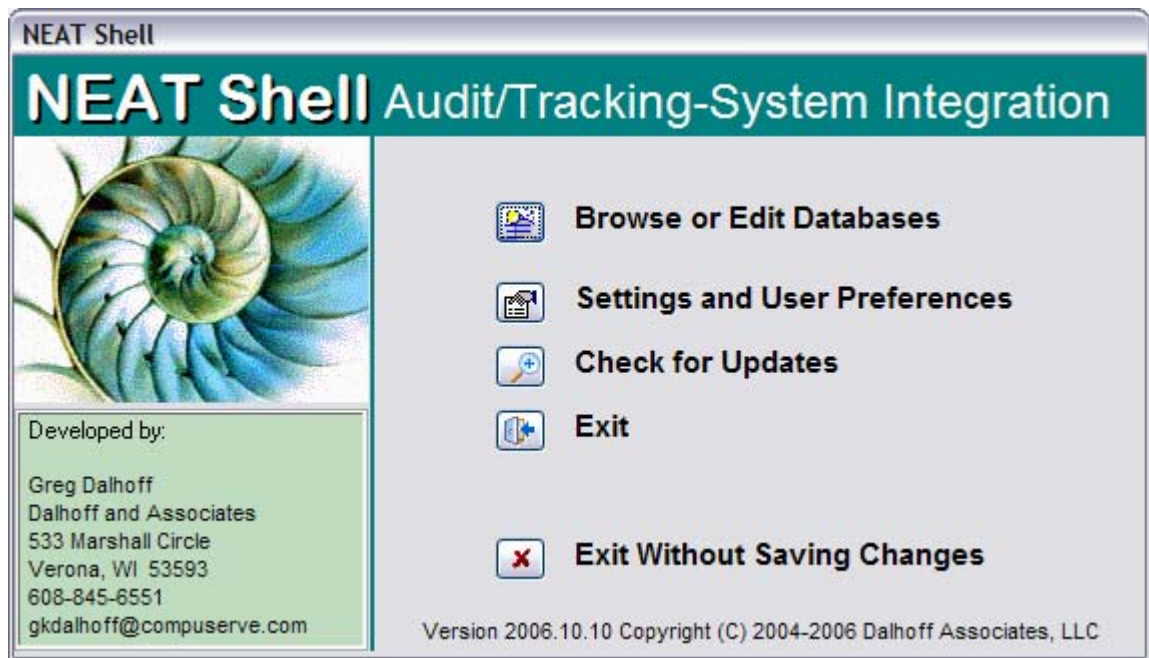 NEAT Shell
NEAT Shell Audit/Tracking-System Integration
Browse or Edit Databases
Settings and User Preferences
Check for Updates
Exit
Exit Without Saving Changes
Developed by:
Greg Dalhoff
Dalhoff and Associates
533 Marshall Circle
Verona, WI 53593
608-845-6551
gkdalhoff@compuserve.com
Version 2006.10.10 Copyright (C) 2004-2006 Dalhoff Associates, LLC